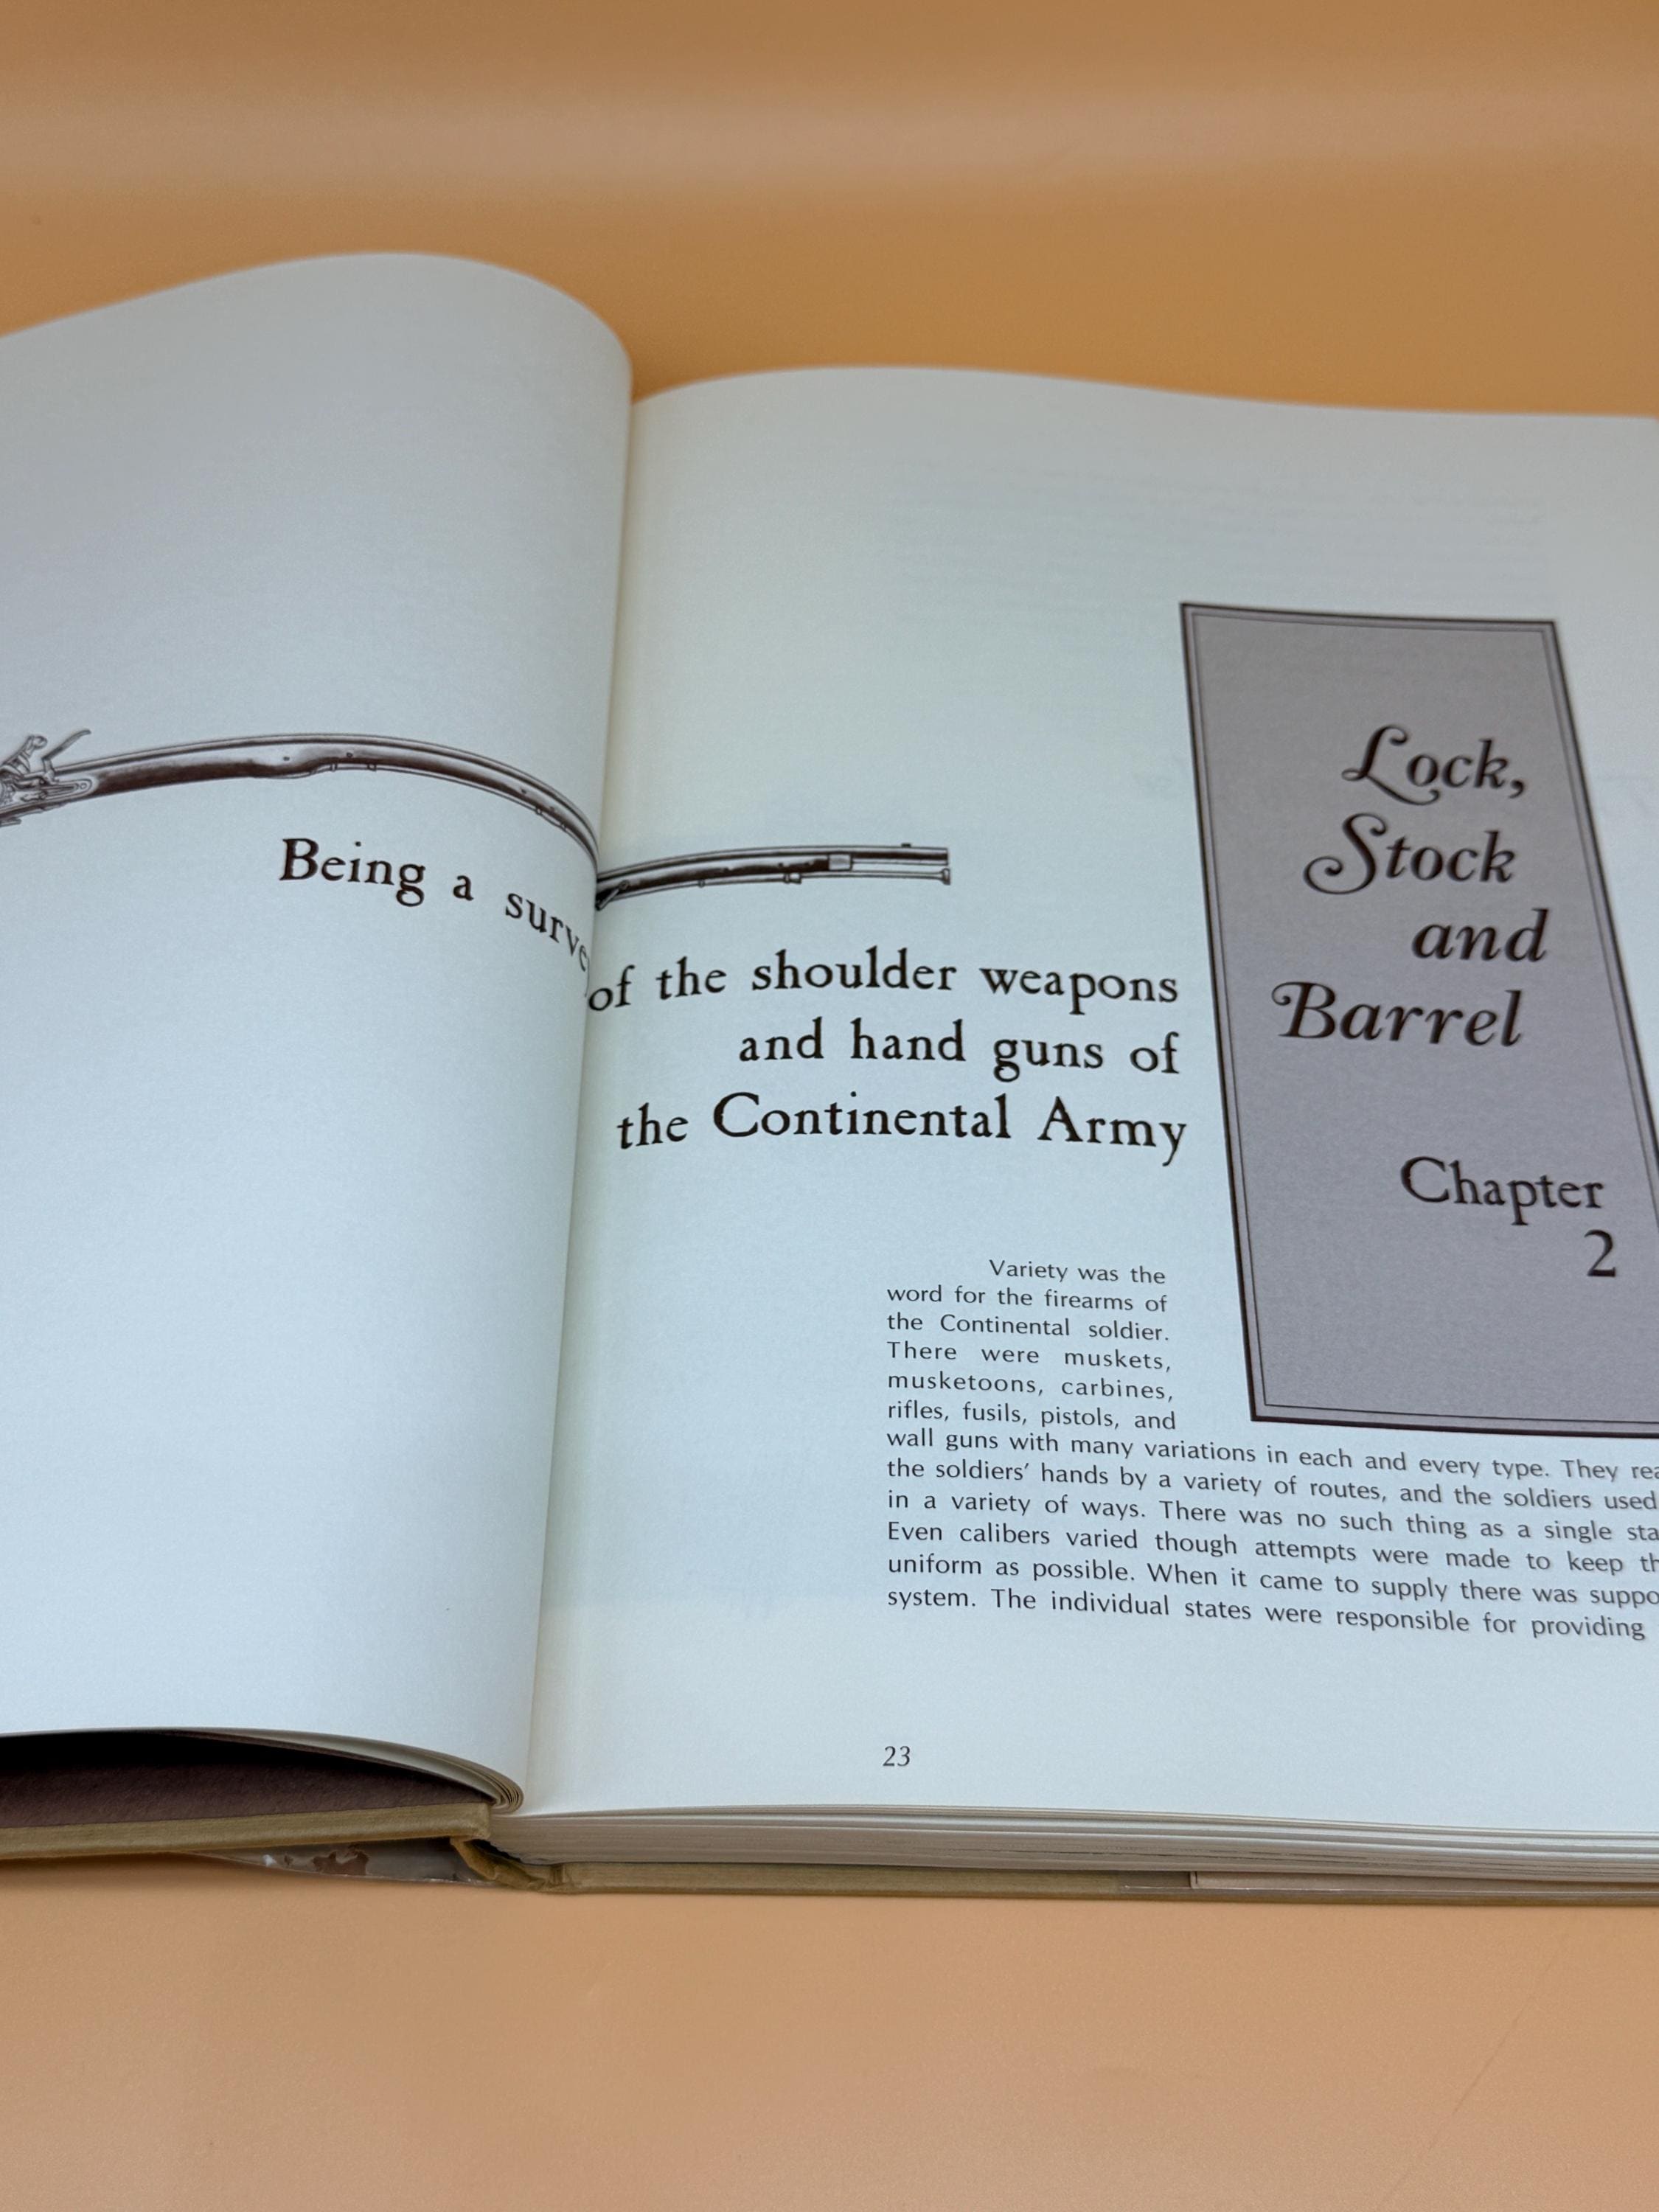 Being a surve
of the shoulder weapons
and hand guns of
the Continental Army
Lock,
Stock
and
Barrel
Chapter
2
Variety was the
word for the firearms of
the Continental soldier.
There were muskets,
musketoons, carbines,
rifles, fusils, pistols, and
wall guns with many variations in each and every type. They rea
the soldiers' hands by a variety of routes, and the soldiers used
in a variety of ways. There was no such thing as a single sta
Even calibers varied though attempts were made to keep th
uniform as possible. When it came to supply there was suppo
system. The individual states were responsible for providing
23